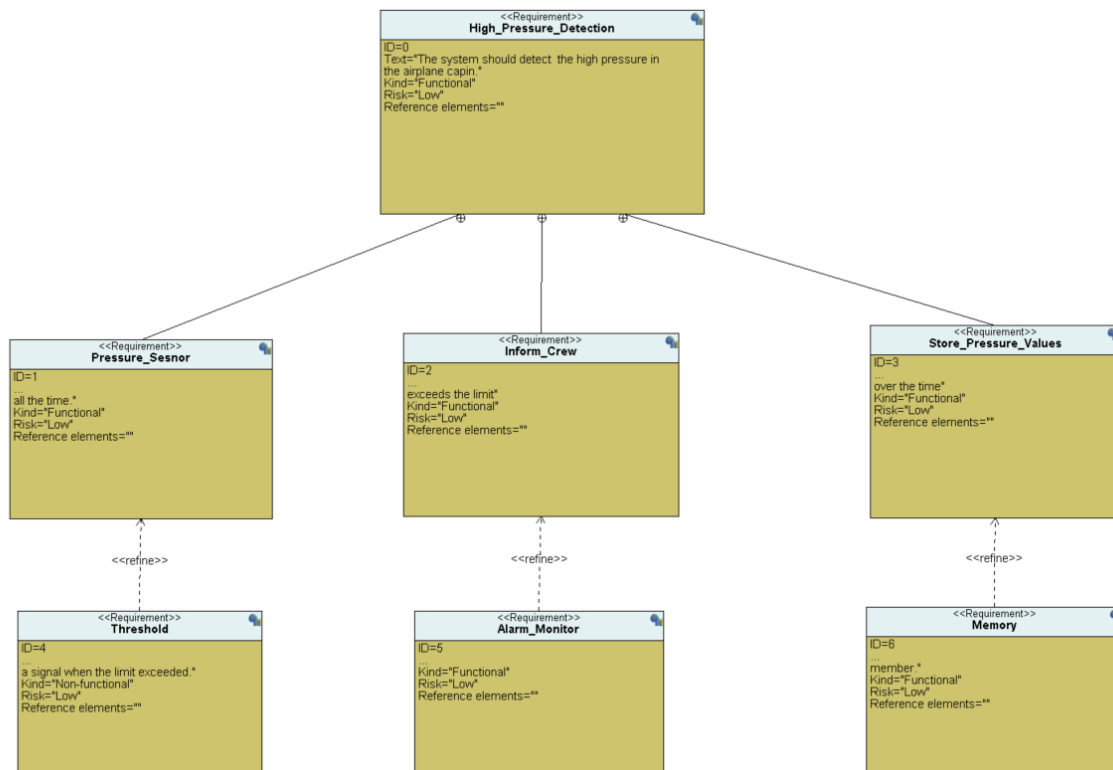 <<Requirement>>
High_Pressure_Detection
ID=0
Text="The system should detect  the high pressure in
the airplane capin."
Kind="Functional"
Risk="Low"
Reference elements=""
<<Requirement>>
Pressure_Sesnor
ID=1
...
all the time."
Kind="Functional"
Risk="Low"
Reference elements=""
<<Requirement>>
Inform_Crew
ID=2
...
exceeds the limit"
Kind="Functional"
Risk="Low"
Reference elements=""
<<Requirement>>
Store_Pressure_Values
ID=3
...
over the time"
Kind="Functional"
Risk="Low"
Reference elements=""
<<refine>>
<<refine>>
<<refine>>
<<Requirement>>
Threshold
ID=4
...
a signal when the limit exceeded."
Kind="Non-functional"
Risk="Low"
Reference elements=""
<<Requirement>>
Alarm_Monitor
ID=5
...
Kind="Functional"
Risk="Low"
Reference elements=""
<<Requirement>>
Memory
ID=6
...
member."
Kind="Functional"
Risk="Low"
Reference elements=""